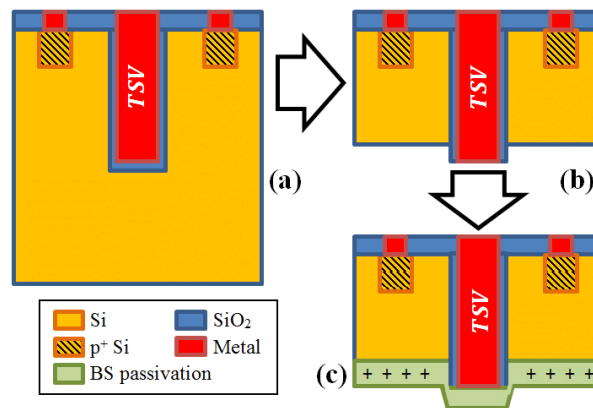 TSV
(a)
TSV
(b)
TSV
+ + + +
+ + + +
(c)
Si
SiO₂
p⁺ Si
Metal
BS passivation